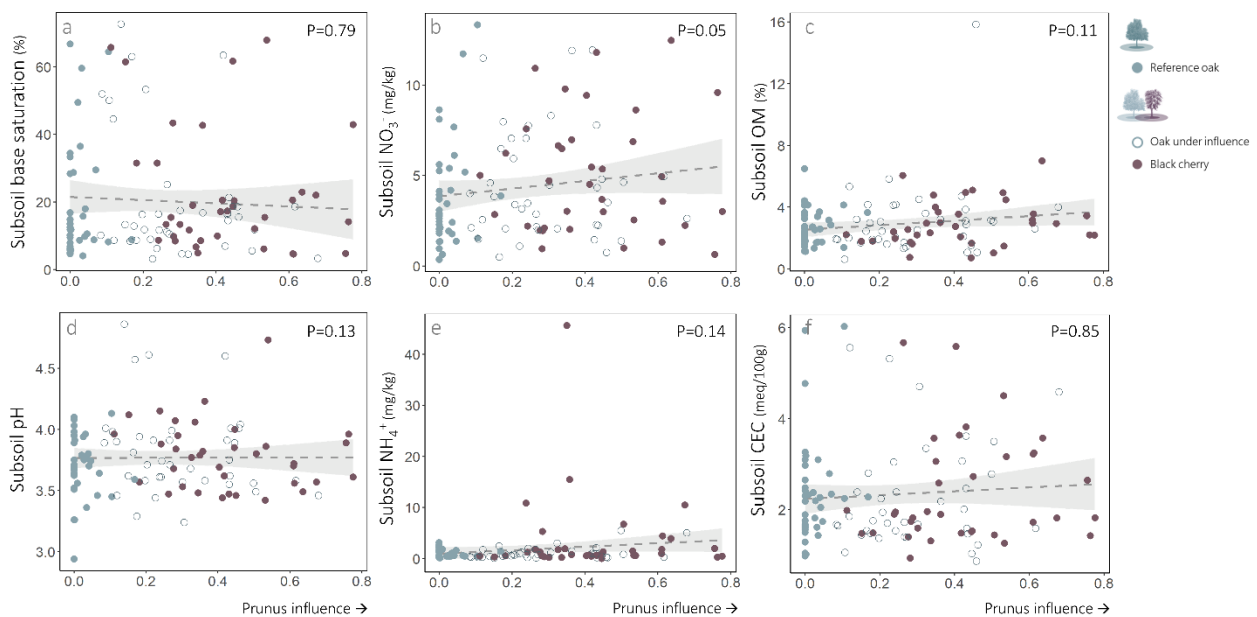 a
P=0.79
Subsoil base saturation (%)
60
40
20
0
0.0 0.2 0.4 0.6 0.8
b
P=0.05
Subsoil NO₃⁻ (mg/kg)
10
5
0
0.0 0.2 0.4 0.6 0.8
c
P=0.11
Subsoil OM (%)
16
12
8
4
0
0.0 0.2 0.4 0.6 0.8
Reference oak
Oak under influence
Black cherry
d
P=0.13
Subsoil pH
4.5
4.0
3.5
3.0
0.0 0.2 0.4 0.6 0.8
Prunus influence →
e
P=0.14
Subsoil NH₄⁺ (mg/kg)
40
30
20
10
0
0.0 0.2 0.4 0.6 0.8
Prunus influence →
f
P=0.85
Subsoil CEC (meq/100g)
6
4
2
0.0 0.2 0.4 0.6 0.8
Prunus influence →